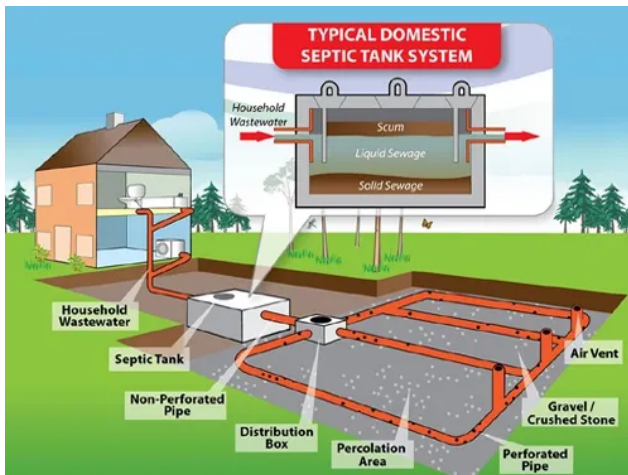 TYPICAL DOMESTIC
SEPTIC TANK SYSTEM
Household
Wastewater
Scum
Liquid Sewage
Solid Sewage
Household
Wastewater
Septic Tank
Non-Perforated
Pipe
Distribution
Box
Percolation
Area
Perforated
Pipe
Gravel /
Crushed Stone
Air Vent